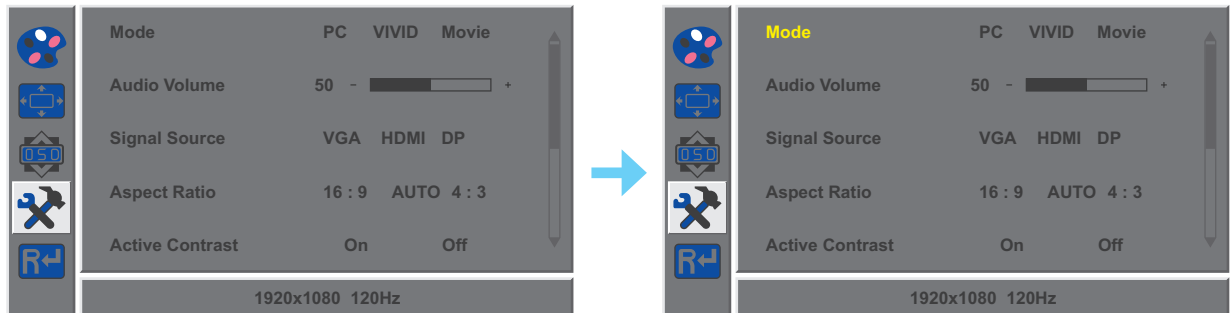 Mode PC VIVID Movie
Audio Volume 50 - +
Signal Source VGA HDMI DP
OSD
Aspect Ratio 16 : 9 AUTO 4 : 3
Active Contrast On Off
R
1920x1080 120Hz
Mode PC VIVID Movie
Audio Volume 50 - +
Signal Source VGA HDMI DP
OSD
Aspect Ratio 16 : 9 AUTO 4 : 3
Active Contrast On Off
R
1920x1080 120Hz